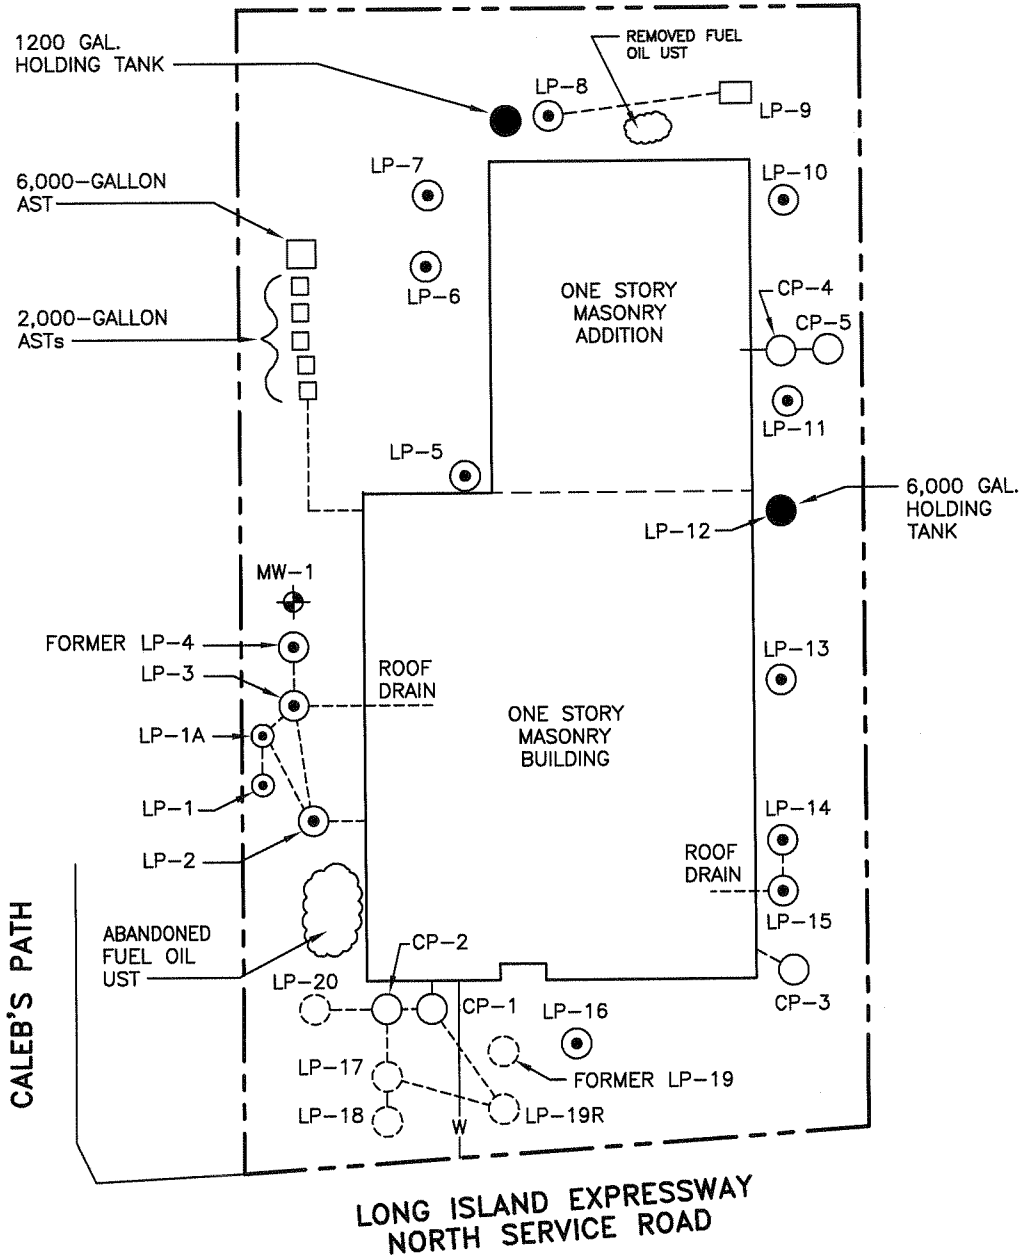 1200 GAL.
HOLDING TANK
REMOVED FUEL
OIL UST
LP-8
LP-9
LP-7
LP-10
6,000-GALLON
AST
LP-6
ONE STORY
MASONRY
ADDITION
CP-4
CP-5
2,000-GALLON
ASTs
LP-11
LP-5
LP-12
6,000 GAL.
HOLDING
TANK
MW-1
FORMER LP-4
LP-3
ROOF
DRAIN
LP-13
LP-1A
ONE STORY
MASONRY
BUILDING
LP-1
LP-14
LP-2
ROOF
DRAIN
LP-15
ABANDONED
FUEL OIL
UST
CP-2
LP-20
CP-1
LP-16
CP-3
LP-17
FORMER LP-19
LP-18
LP-19R
W
CALEB'S PATH
LONG ISLAND EXPRESSWAY
NORTH SERVICE ROAD